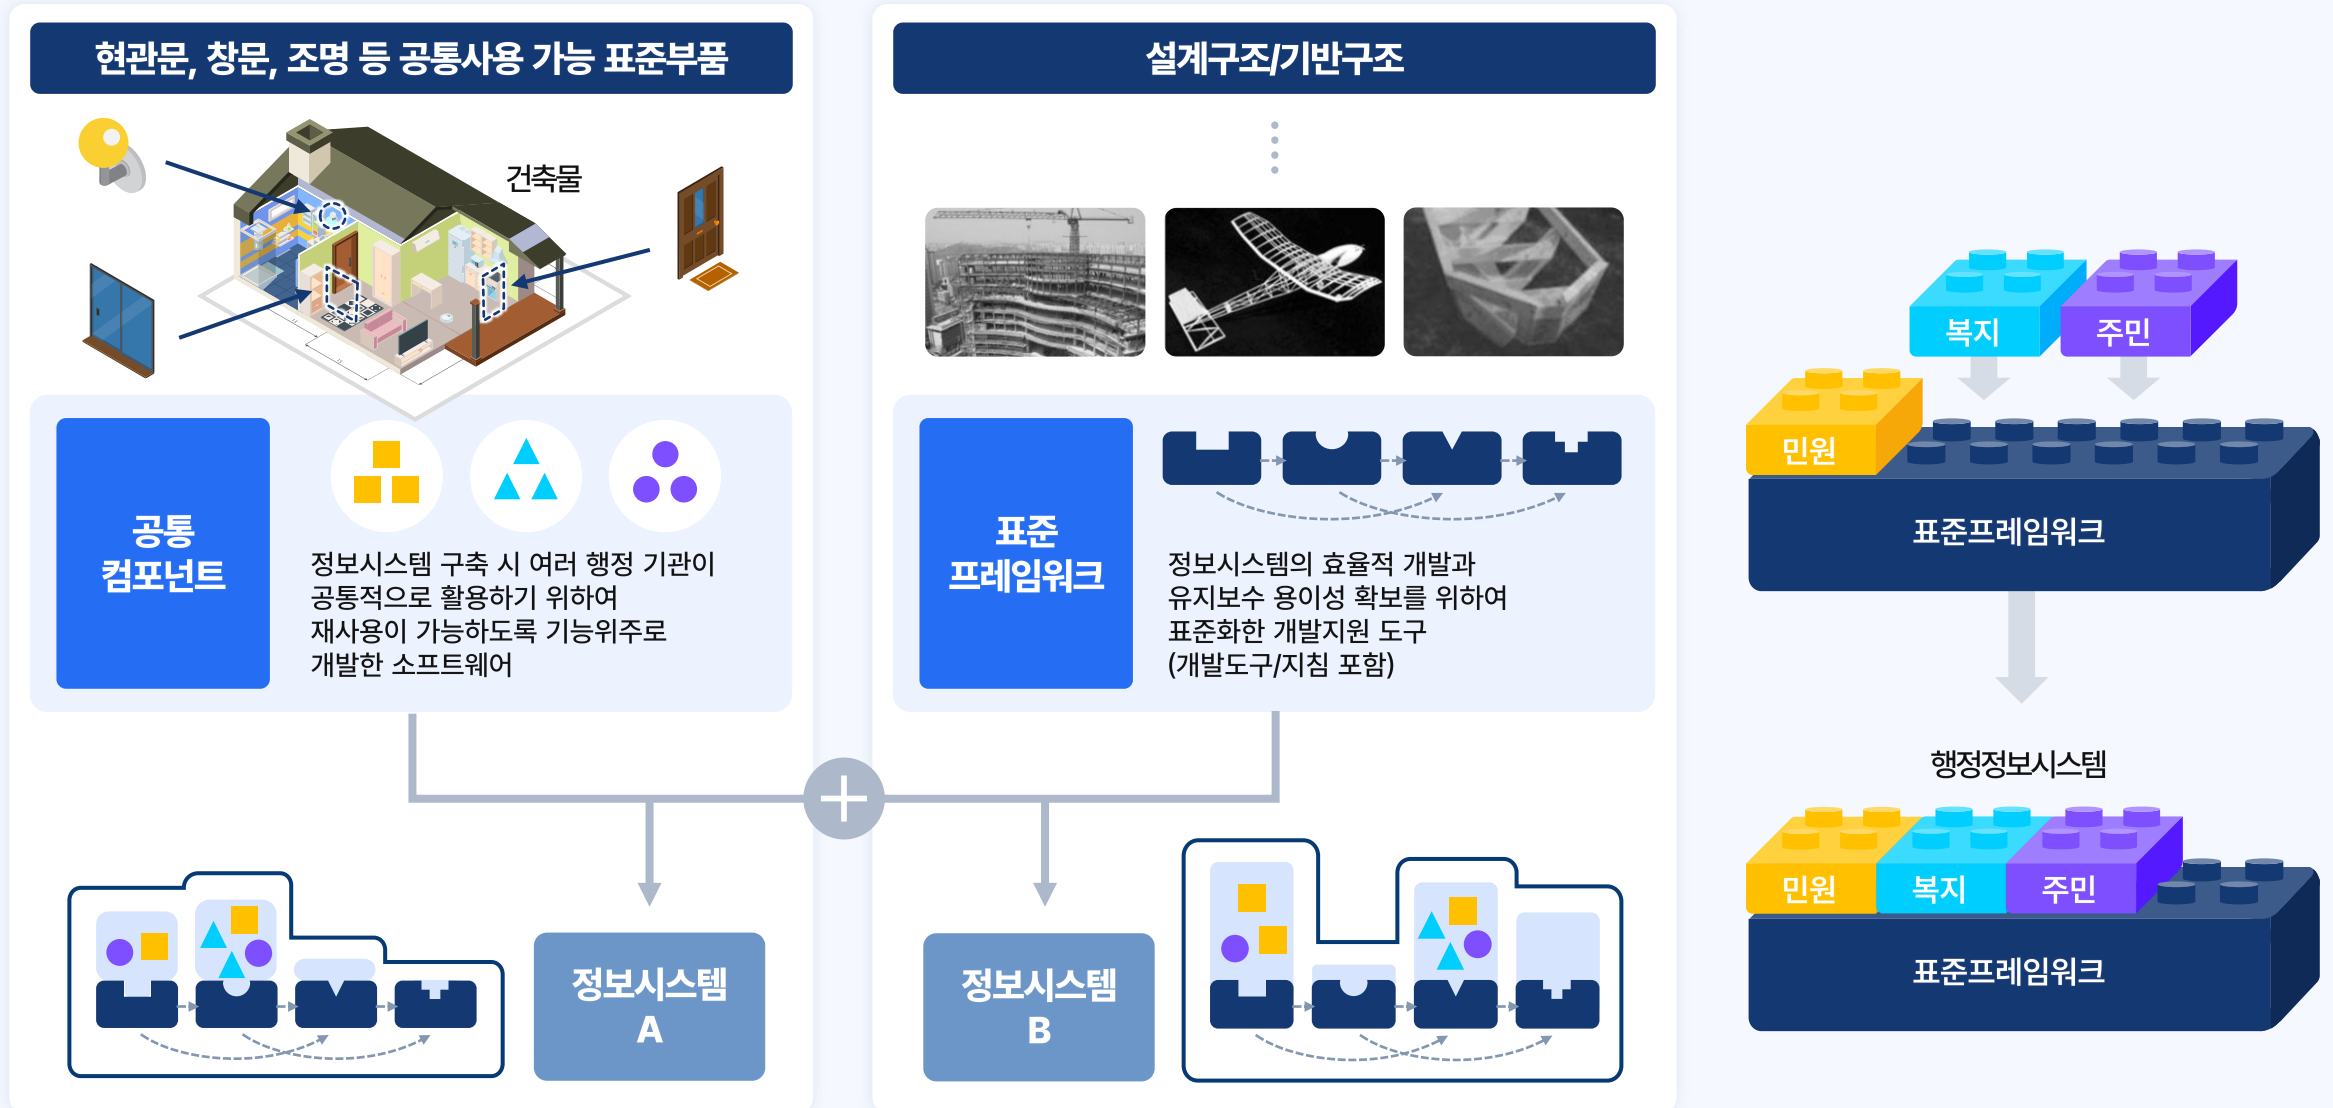 현관문, 창문, 조명 등 공통사용 가능 표준부품
건축물
공통
컴포넌트
정보시스템 구축 시 여러 행정 기관이
공통적으로 활용하기 위하여
재사용이 가능하도록 기능위주로
개발한 소프트웨어
설계구조/기반구조
표준
프레임워크
정보시스템의 효율적 개발과
유지보수 용이성 확보를 위하여
표준화한 개발지원 도구
(개발도구/지침 포함)
정보시스템
A
정보시스템
B
복지
주민
민원
표준프레임워크
행정정보시스템
민원
복지
주민
표준프레임워크